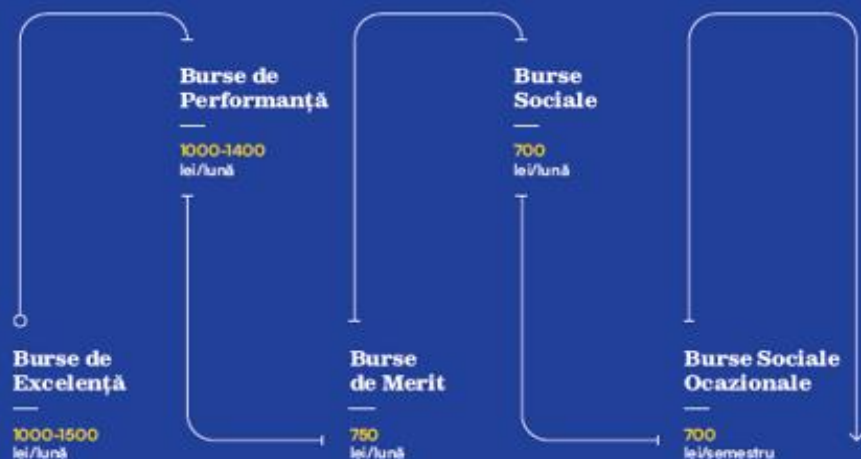 Burse de
Performanță
1000-1400
lei/lună
Burse
Sociale
700
lei/lună
Burse de
Excelență
1000-1500
lei/lună
Burse
de Merit
750
lei/lună
Burse Sociale
Ocazionale
700
lei/semestru